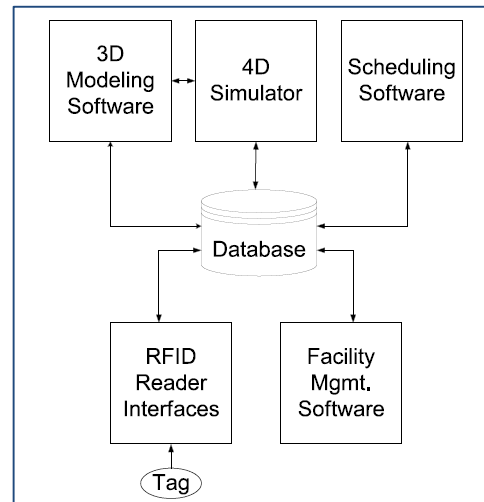 3D
Modeling
Software
4D
Simulator
Scheduling
Software
Database
RFID
Reader
Interfaces
Facility
Mgmt.
Software
Tag